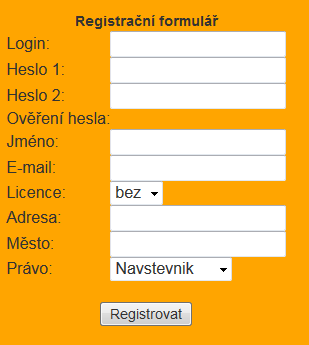 Registrační formulář
Login:
Heslo 1:
Heslo 2:
Ověření hesla:
Jméno:
E-mail:
Licence: bez
Adresa:
Město:
Právo: Navstevnik
Registrovat